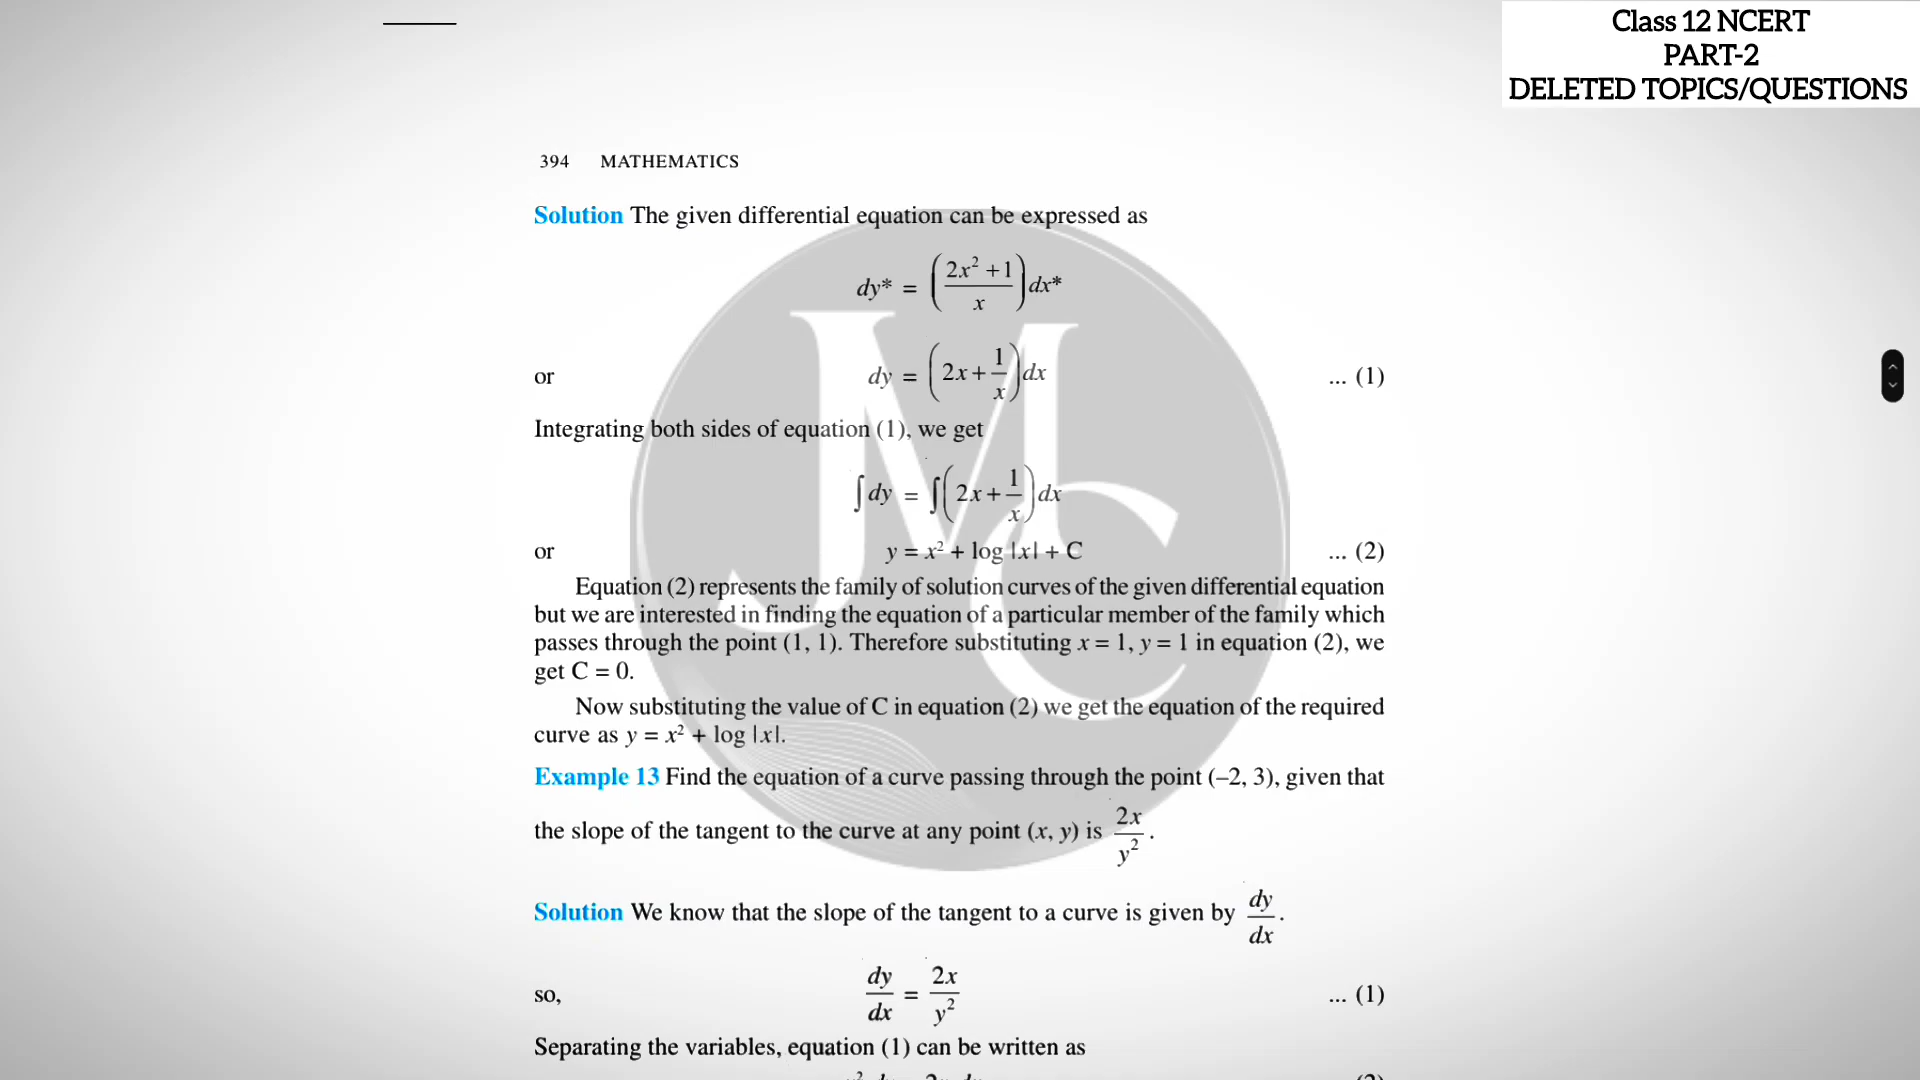 Class 12 NCERT
PART-2
DELETED TOPICS/QUESTIONS
394 MATHEMATICS
Solution The given differential equation can be expressed as
dy* = ((2x² + 1)/x) dx*
or dy = (2x + 1/x) dx ... (1)
Integrating both sides of equation (1), we get
∫ dy = ∫ (2x + 1/x) dx
or y = x² + log |x| + C ... (2)
Equation (2) represents the family of solution curves of the given differential equation
but we are interested in finding the equation of a particular member of the family which
passes through the point (1, 1). Therefore substituting x = 1, y = 1 in equation (2), we
get C = 0.
Now substituting the value of C in equation (2) we get the equation of the required
curve as y = x² + log |x|.
Example 13 Find the equation of a curve passing through the point (–2, 3), given that
the slope of the tangent to the curve at any point (x, y) is 2x/y².
Solution We know that the slope of the tangent to a curve is given by dy/dx.
so, dy/dx = 2x/y² ... (1)
Separating the variables, equation (1) can be written as